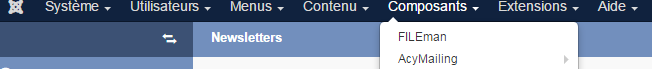 Système Utilisateurs Menus Contenu Composants Extensions Aide
Newsletters
FILEman
AcyMailing